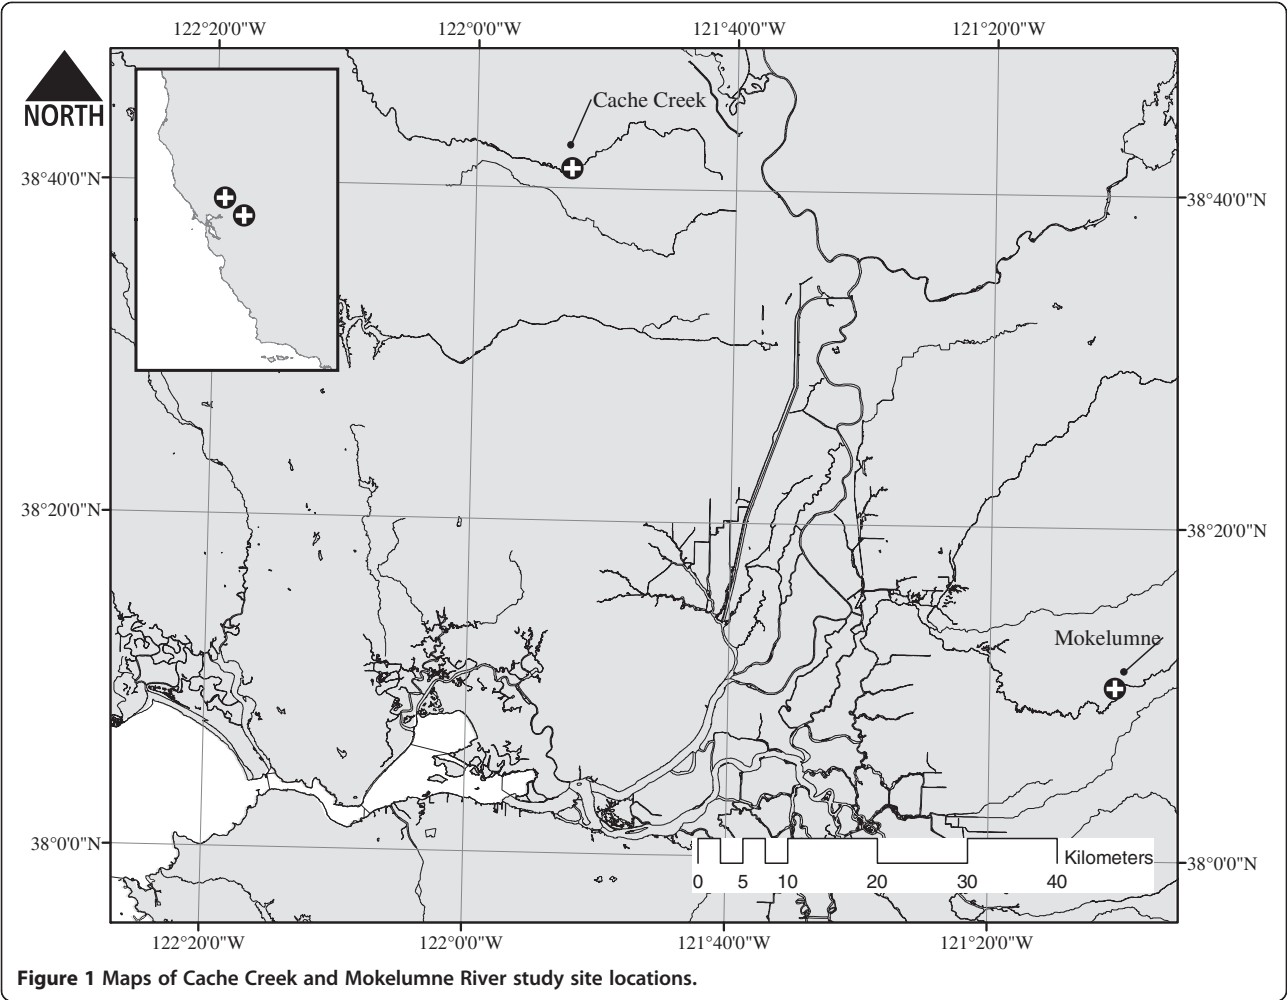 122°20'0"W 122°0'0"W 121°40'0"W 121°20'0"W
NORTH
Cache Creek
38°40'0"N
38°40'0"N
38°20'0"N
38°20'0"N
Mokelumne
38°0'0"N
38°0'0"N
Kilometers
0 5 10 20 30 40
122°20'0"W 122°0'0"W 121°40'0"W 121°20'0"W
Figure 1 Maps of Cache Creek and Mokelumne River study site locations.